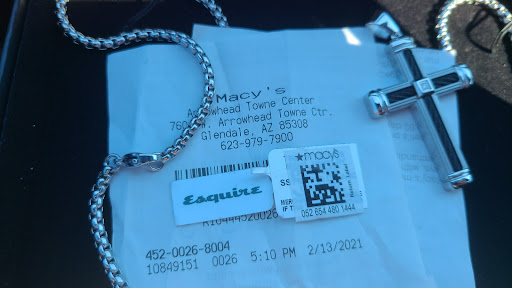 Macy's
Arrowhead Towne Center
Arrowhead Towne Ctr.
Glendale, AZ 85308
623-979-7900
★macys
Esquire
052 654 480 1444
452-0026-8004
10849151 0026 5:10 PM 2/13/2021